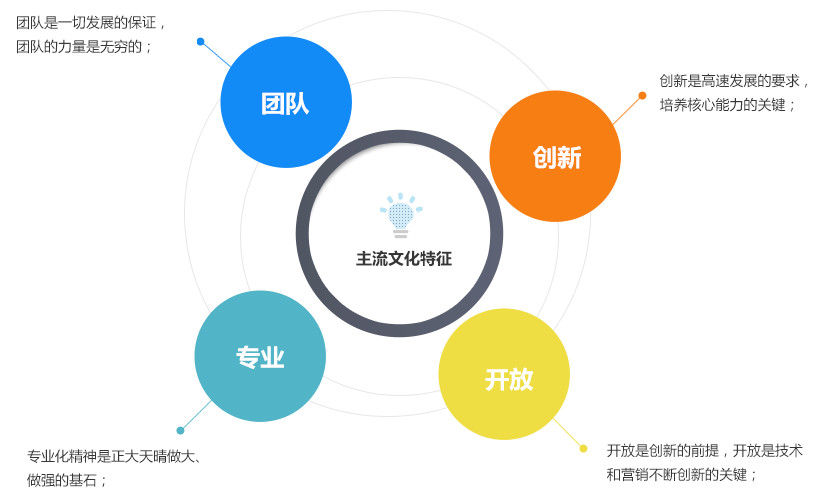 团队是一切发展的保证，
团队的力量是无穷的；
团队
创新是高速发展的要求，
培养核心能力的关键；
创新
主流文化特征
专业
专业化精神是正大天晴做大、
做强的基石；
开放
开放是创新的前提，开放是技术
和营销不断创新的关键；